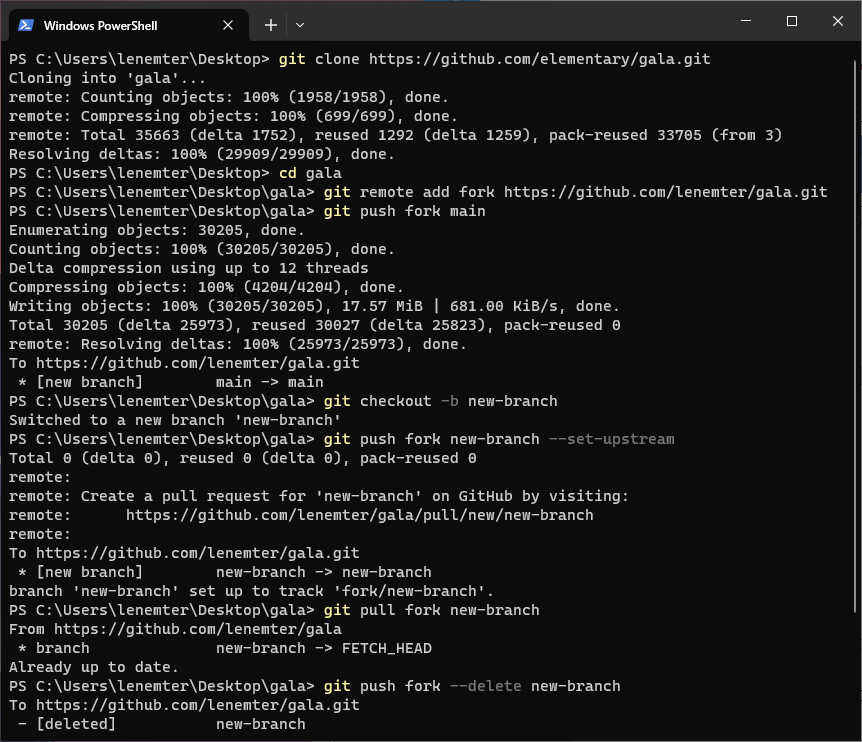 Windows PowerShell
PS C:\Users\lenemter\Desktop> git clone https://github.com/elementary/gala.git
Cloning into 'gala'...
remote: Counting objects: 100% (1958/1958), done.
remote: Compressing objects: 100% (699/699), done.
remote: Total 35663 (delta 1752), reused 1292 (delta 1259), pack-reused 33705 (from 3)
Resolving deltas: 100% (29909/29909), done.
PS C:\Users\lenemter\Desktop> cd gala
PS C:\Users\lenemter\Desktop\gala> git remote add fork https://github.com/lenemter/gala.git
PS C:\Users\lenemter\Desktop\gala> git push fork main
Enumerating objects: 30205, done.
Counting objects: 100% (30205/30205), done.
Delta compression using up to 12 threads
Compressing objects: 100% (4204/4204), done.
Writing objects: 100% (30205/30205), 17.57 MiB | 681.00 KiB/s, done.
Total 30205 (delta 25973), reused 30027 (delta 25823), pack-reused 0
remote: Resolving deltas: 100% (25973/25973), done.
To https://github.com/lenemter/gala.git
 * [new branch]        main -> main
PS C:\Users\lenemter\Desktop\gala> git checkout -b new-branch
Switched to a new branch 'new-branch'
PS C:\Users\lenemter\Desktop\gala> git push fork new-branch --set-upstream
Total 0 (delta 0), reused 0 (delta 0), pack-reused 0
remote:
remote: Create a pull request for 'new-branch' on GitHub by visiting:
remote:      https://github.com/lenemter/gala/pull/new/new-branch
remote:
To https://github.com/lenemter/gala.git
 * [new branch]        new-branch -> new-branch
branch 'new-branch' set up to track 'fork/new-branch'.
PS C:\Users\lenemter\Desktop\gala> git pull fork new-branch
From https://github.com/lenemter/gala
 * branch              new-branch -> FETCH_HEAD
Already up to date.
PS C:\Users\lenemter\Desktop\gala> git push fork --delete new-branch
To https://github.com/lenemter/gala.git
 - [deleted]           new-branch